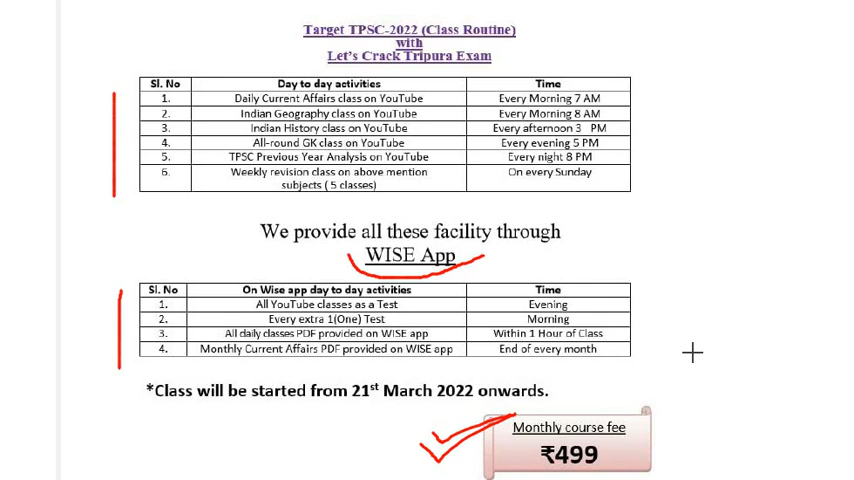 Target TPSC-2022 (Class Routine)
with
Let's Crack Tripura Exam
Sl. No Day to day activities Time
1. Daily Current Affairs class on YouTube Every Morning 7 AM
2. Indian Geography class on YouTube Every Morning 8 AM
3. Indian History class on YouTube Every afternoon 3 PM
4. All-round GK class on YouTube Every evening 5 PM
5. TPSC Previous Year Analysis on YouTube Every night 8 PM
6. Weekly revision class on above mention On every Sunday
subjects ( 5 classes)
We provide all these facility through
WISE App
Sl. No On Wise app day to day activities Time
1. All YouTube classes as a Test Evening
2. Every extra 1(One) Test Morning
3. All daily classes PDF provided on WISE app Within 1 Hour of Class
4. Monthly Current Affairs PDF provided on WISE app End of every month
*Class will be started from 21st March 2022 onwards.
Monthly course fee
₹499